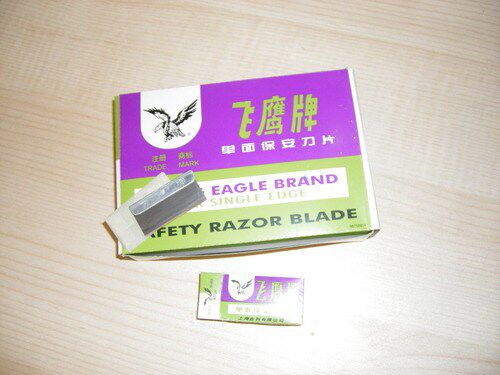 飞鹰牌
单面保安刀片
注册 商标
TRADE MARK
EAGLE BRAND
SINGLE EDGE
AFETY RAZOR BLADE
飞鹰牌